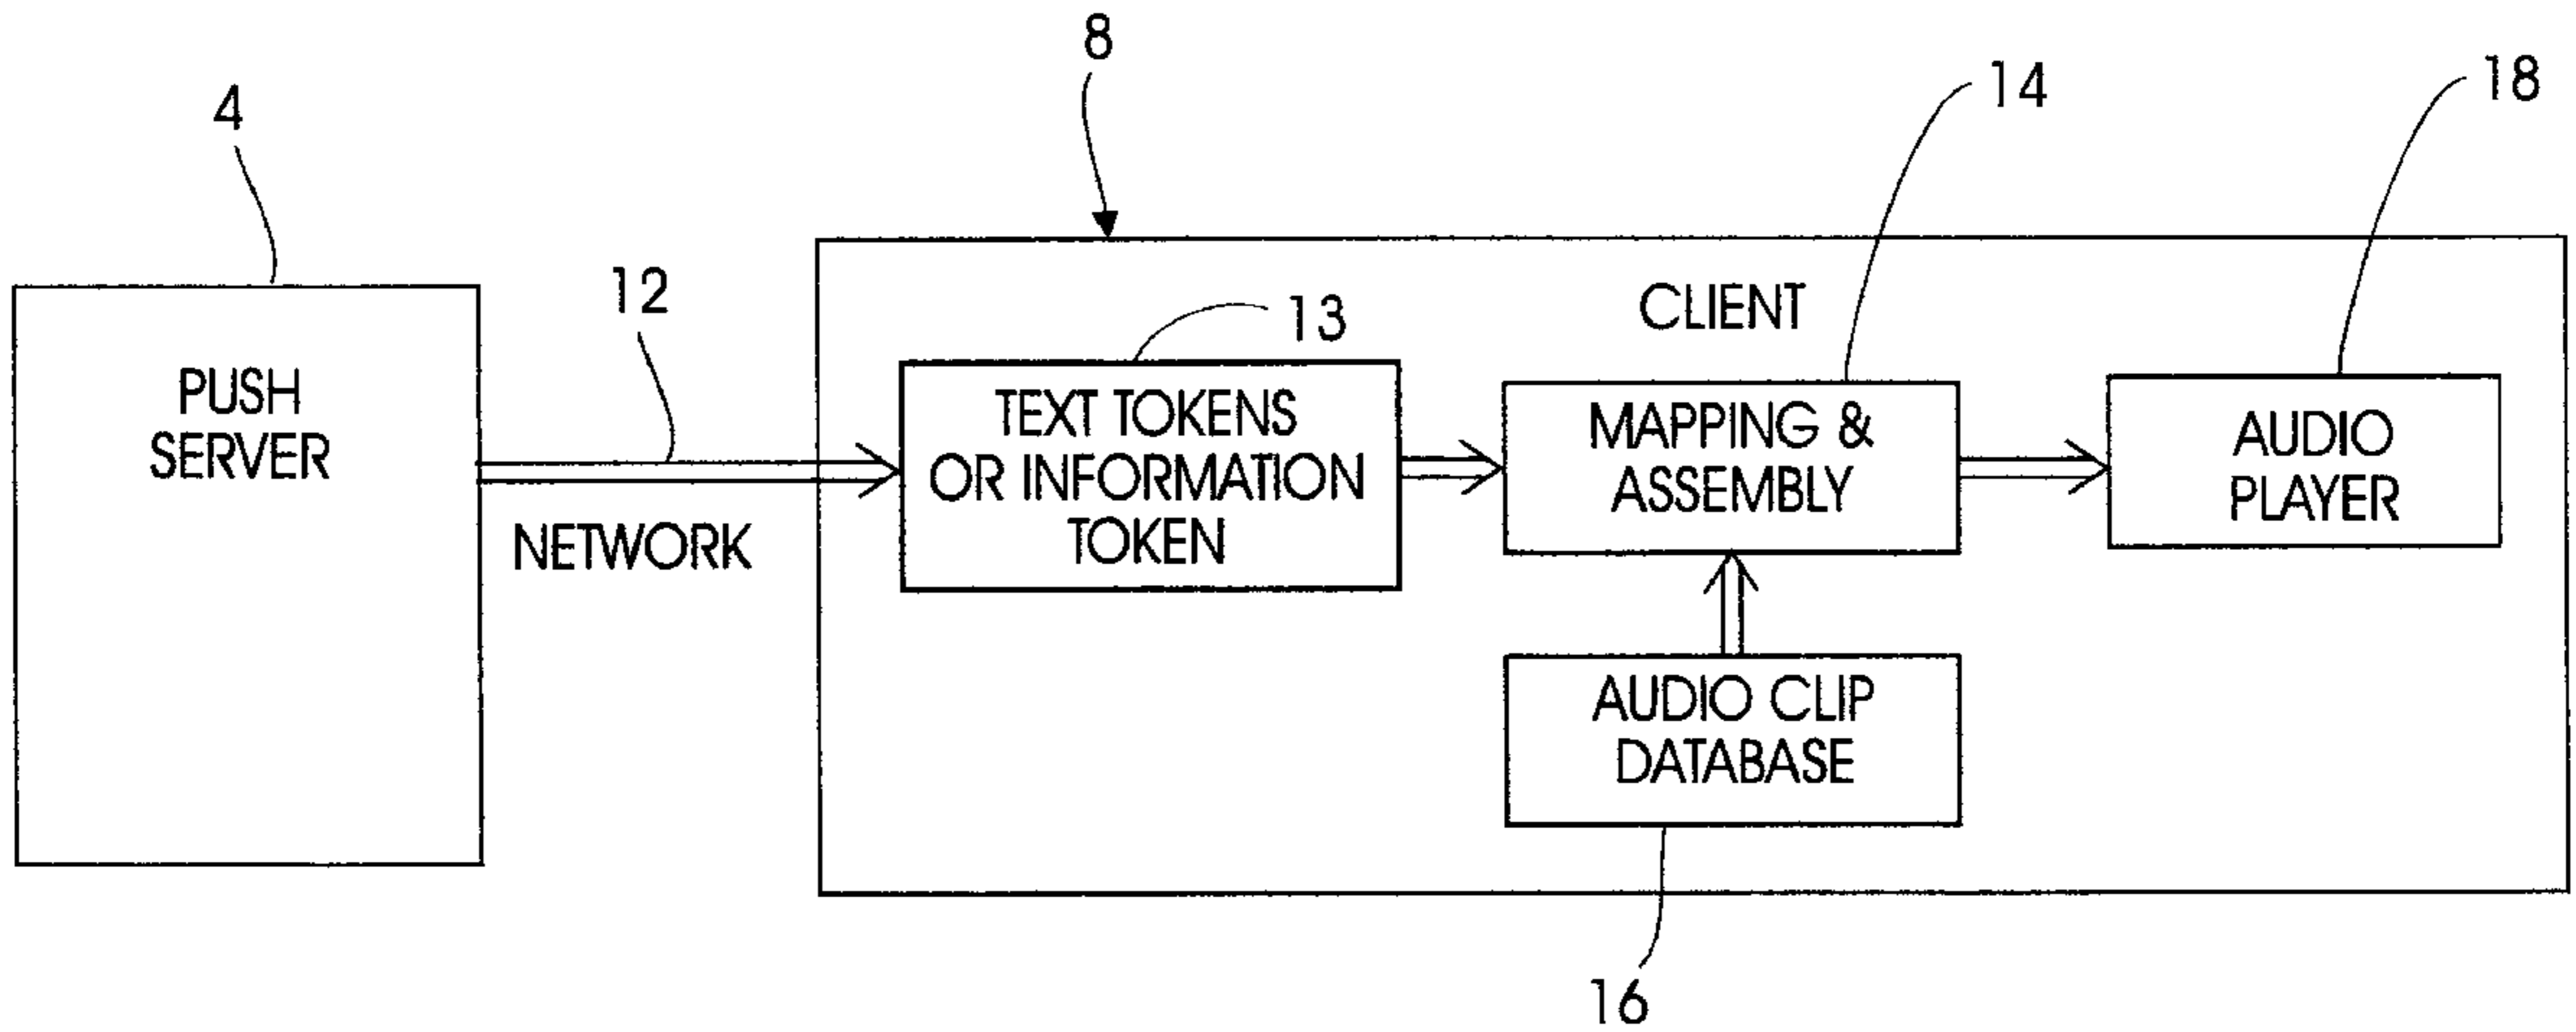 8
14
18
4
12
13
CLIENT
PUSH
SERVER
NETWORK
TEXT TOKENS
OR INFORMATION
TOKEN
MAPPING &
ASSEMBLY
AUDIO
PLAYER
AUDIO CLIP
DATABASE
16